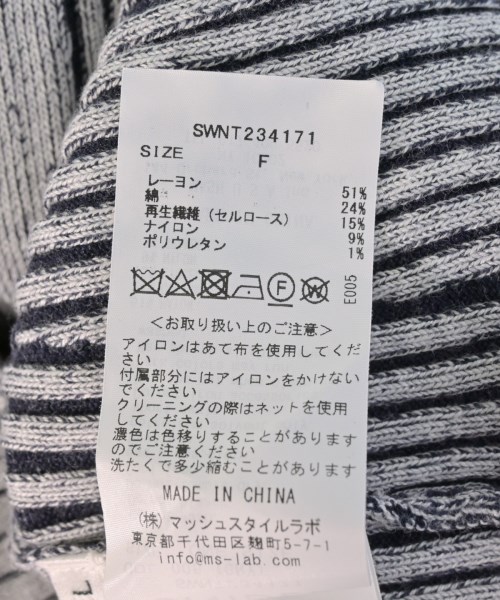 SWNT234171
SIZE F
レーヨン 51%
綿 24%
再生繊維(セルロース) 15%
ナイロン 9%
ポリウレタン 1%
F W E005
<お取り扱い上のご注意>
アイロンはあて布を使用してくだ
さい
付属部分にはアイロンをかけない
でください
クリーニングの際はネットを使用
してください
濃色は色移りすることがあります
のでご注意ください
洗たくで多少縮むことがあります
MADE IN CHINA
(株)マッシュスタイルラボ
東京都千代田区麹町5-7-1
info@ms-lab.com
L